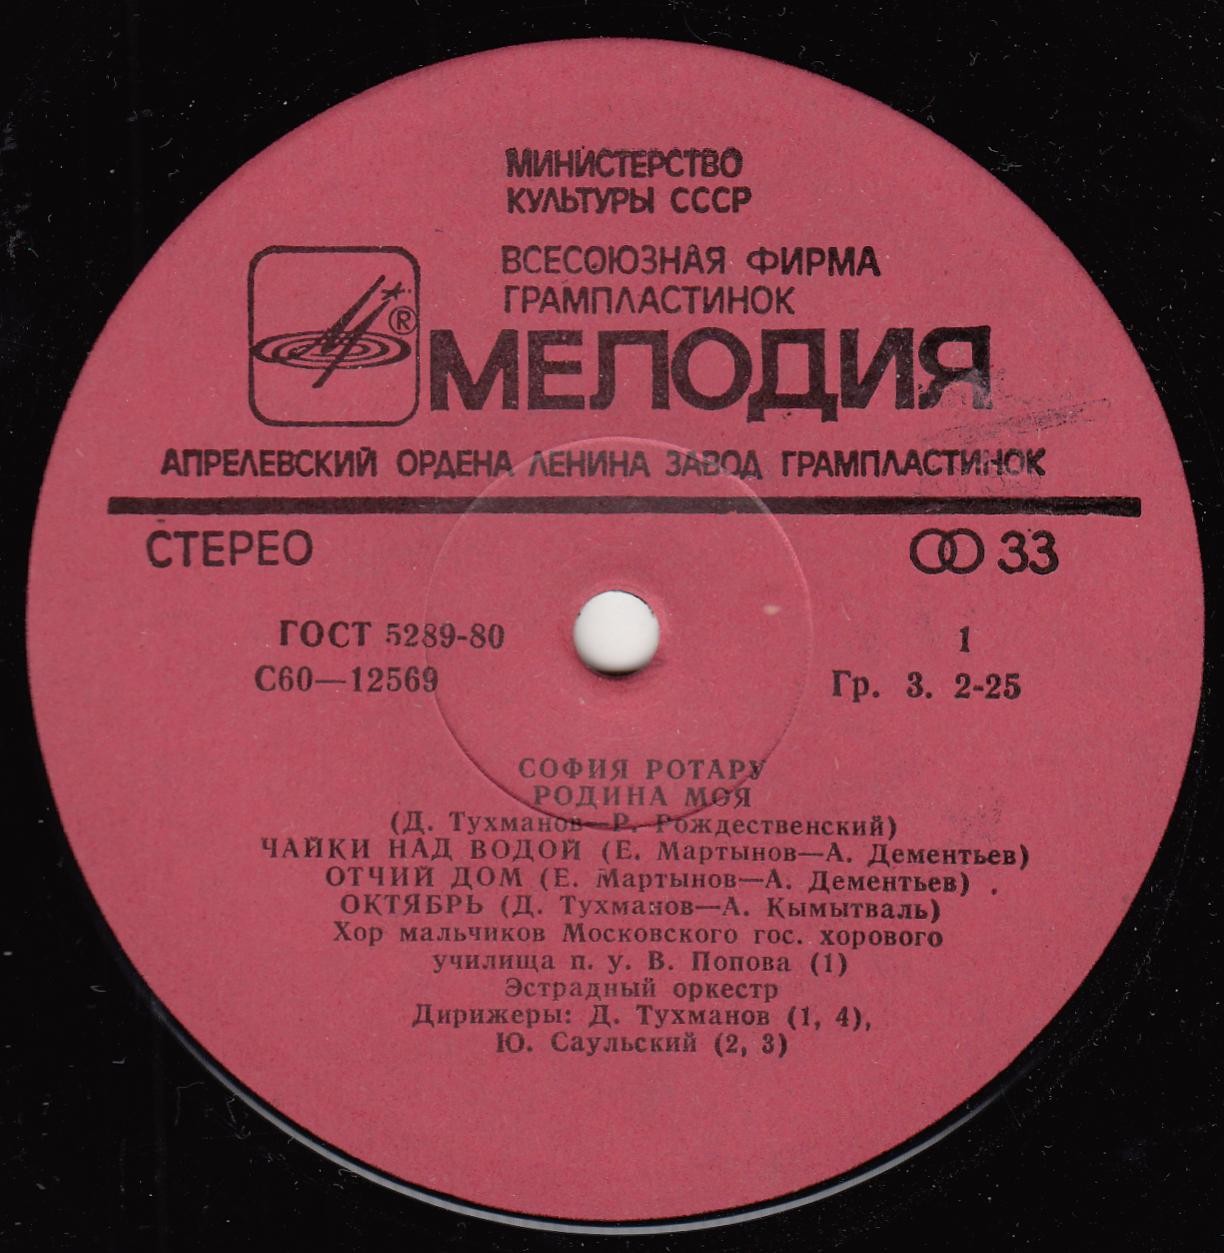 МИНИСТЕРСТВО
КУЛЬТУРЫ СССР
ВСЕСОЮЗНАЯ ФИРМА
ГРАМПЛАСТИНОК
®
МЕЛОДИЯ
АПРЕЛЕВСКИЙ ОРДЕНА ЛЕНИНА ЗАВОД ГРАМПЛАСТИНОК
СТЕРЕО 33
ГОСТ 5289-80 1
С60—12569 Гр. 3. 2-25
СОФИЯ РОТАРУ
РОДИНА МОЯ
(Д. Тухманов—Р. Рождественский)
ЧАЙКИ НАД ВОДОЙ (Е. Мартынов—А. Дементьев)
ОТЧИЙ ДОМ (Е. Мартынов—А. Дементьев)
ОКТЯБРЬ (Д. Тухманов—А. Кымытваль)
Хор мальчиков Московского гос. хорового
училища п. у. В. Попова (1)
Эстрадный оркестр
Дирижеры: Д. Тухманов (1, 4),
Ю. Саульский (2, 3)